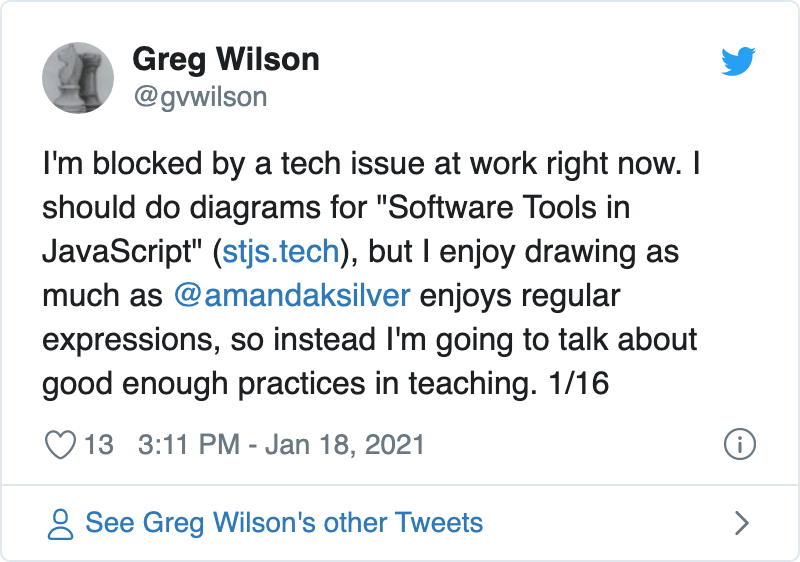 Greg Wilson
@gvwilson
I'm blocked by a tech issue at work right now. I
should do diagrams for "Software Tools in
JavaScript" (stjs.tech), but I enjoy drawing as
much as @amandaksilver enjoys regular
expressions, so instead I'm going to talk about
good enough practices in teaching. 1/16
13 3:11 PM - Jan 18, 2021
See Greg Wilson's other Tweets